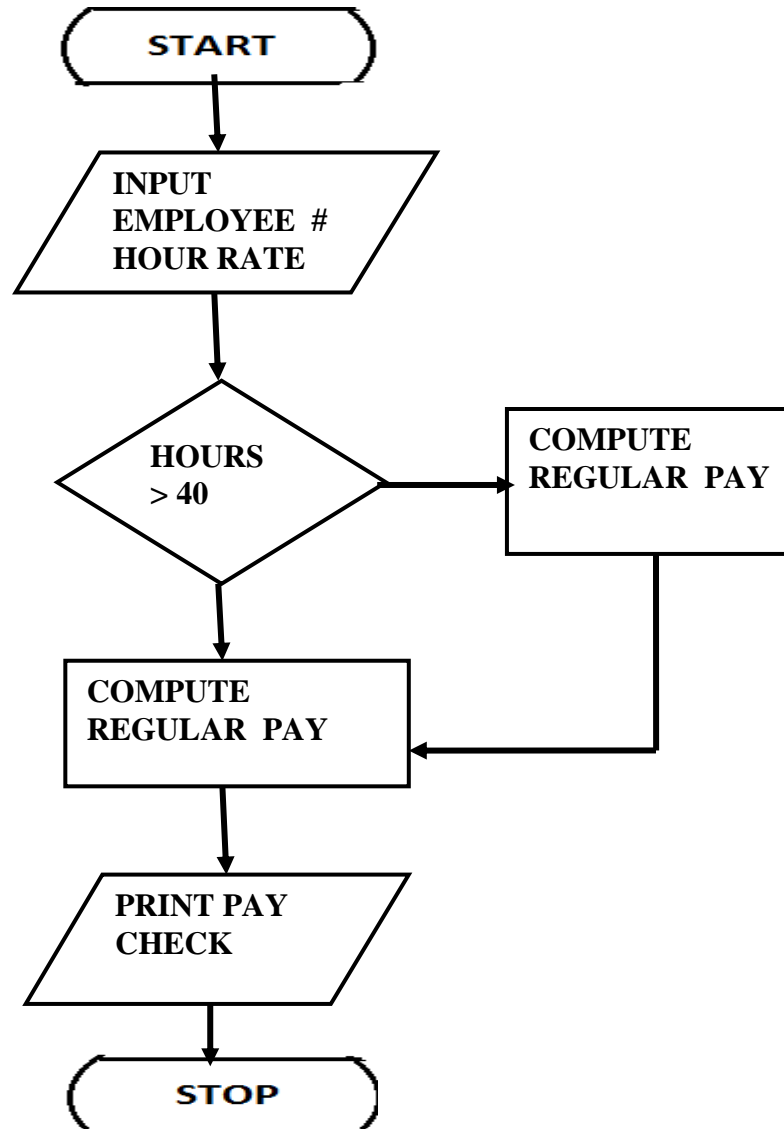 START
INPUT
EMPLOYEE #
HOUR RATE
HOURS
> 40
COMPUTE
REGULAR PAY
COMPUTE
REGULAR PAY
PRINT PAY
CHECK
STOP